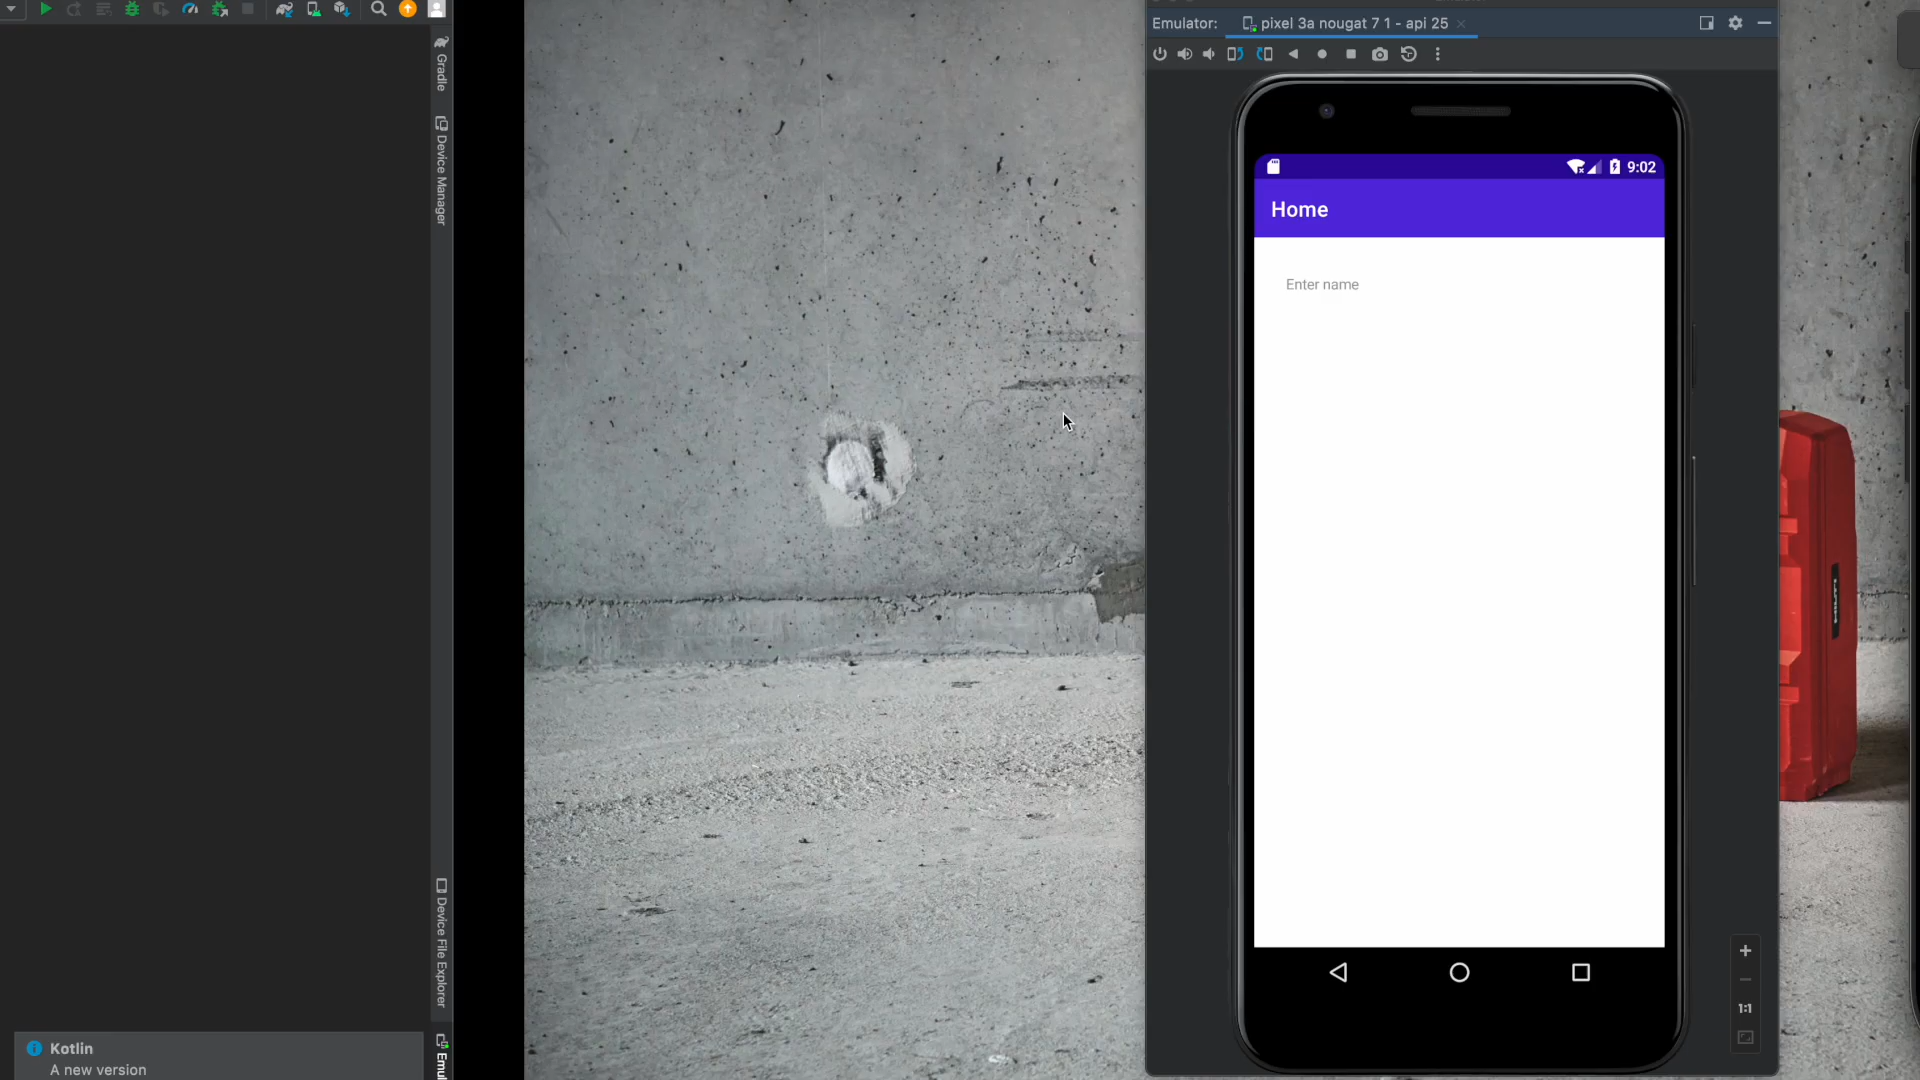 Gradle
Device Manager
Device File Explorer
Emul
Kotlin
A new version
Emulator:
pixel 3a nougat 7 1 - api 25
9:02
Home
Enter name
1:1